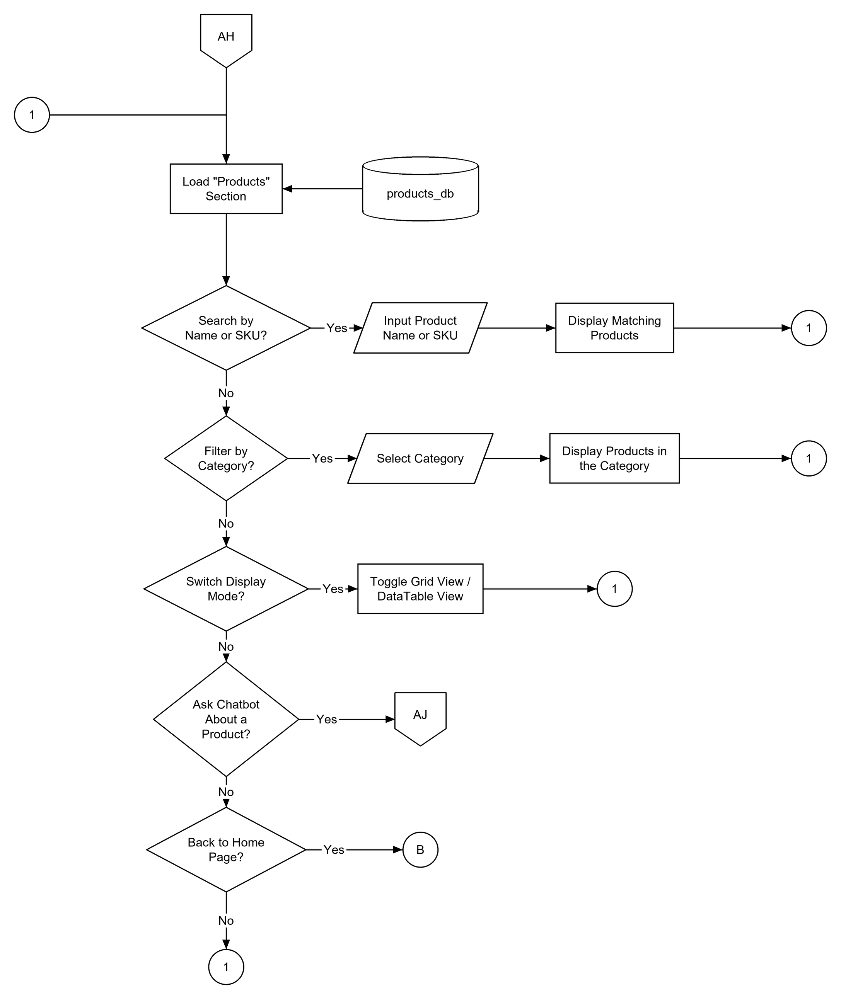 AH
1
Load "Products"
Section
products_db
Search by
Name or SKU?
Yes
Input Product
Name or SKU
Display Matching
Products
1
No
Filter by
Category?
Yes
Select Category
Display Products in
the Category
1
No
Switch Display
Mode?
Yes
Toggle Grid View /
DataTable View
1
No
Ask Chatbot
About a
Product?
Yes
AJ
No
Back to Home
Page?
Yes
B
No
1